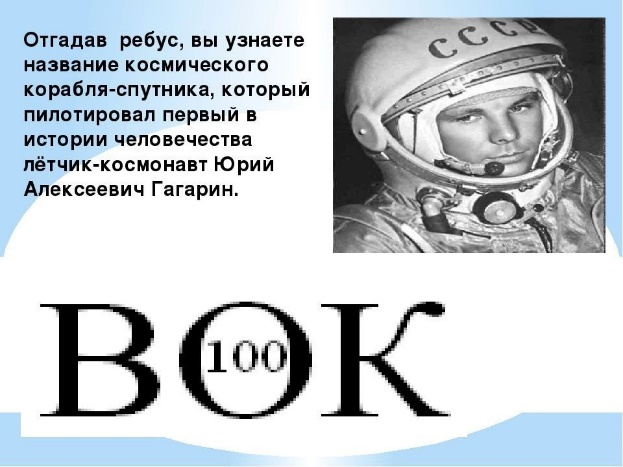 Отгадав  ребус, вы узнаете
название космического
корабля-спутника, который
пилотировал первый в
истории человечества
лётчик-космонавт Юрий
Алексеевич Гагарин.
СССР
ВОК
100